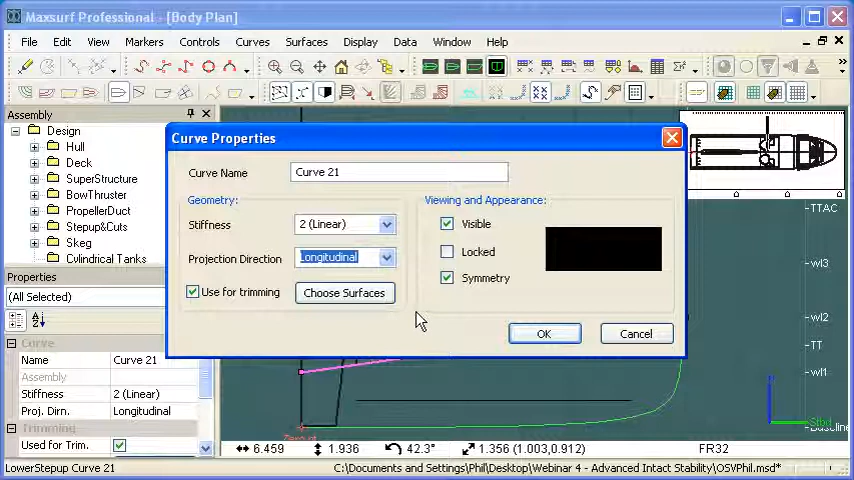 Maxsurf Professional - [Body Plan]
File Edit View Markers Controls Curves Surfaces Display Data Window Help
Assembly
Design
Hull
Deck
SuperStructure
BowThruster
PropellerDuct
Stepup&Cuts
Skeg
Cylindrical Tanks
Properties
(All Selected)
Curve
Name Curve 21
Assembly
Stiffness 2 (Linear)
Proj. Dirn. Longitudinal
Trimming
Used for Trim.
Curve Properties
Curve Name Curve 21
Geometry:
Stiffness 2 (Linear)
Projection Direction Longitudinal
Use for trimming Choose Surfaces
Viewing and Appearance:
Visible
Locked
Symmetry
OK Cancel
TTAC
wl3
wl2
TT
wl1
Stbd
Baseline
6.459 1.936 42.3° 1.356 (1.003,0.912) FR32
LowerStepup Curve 21 C:\Documents and Settings\Phil\Desktop\Webinar 4 - Advanced Intact Stability\OSVPhil.msd*